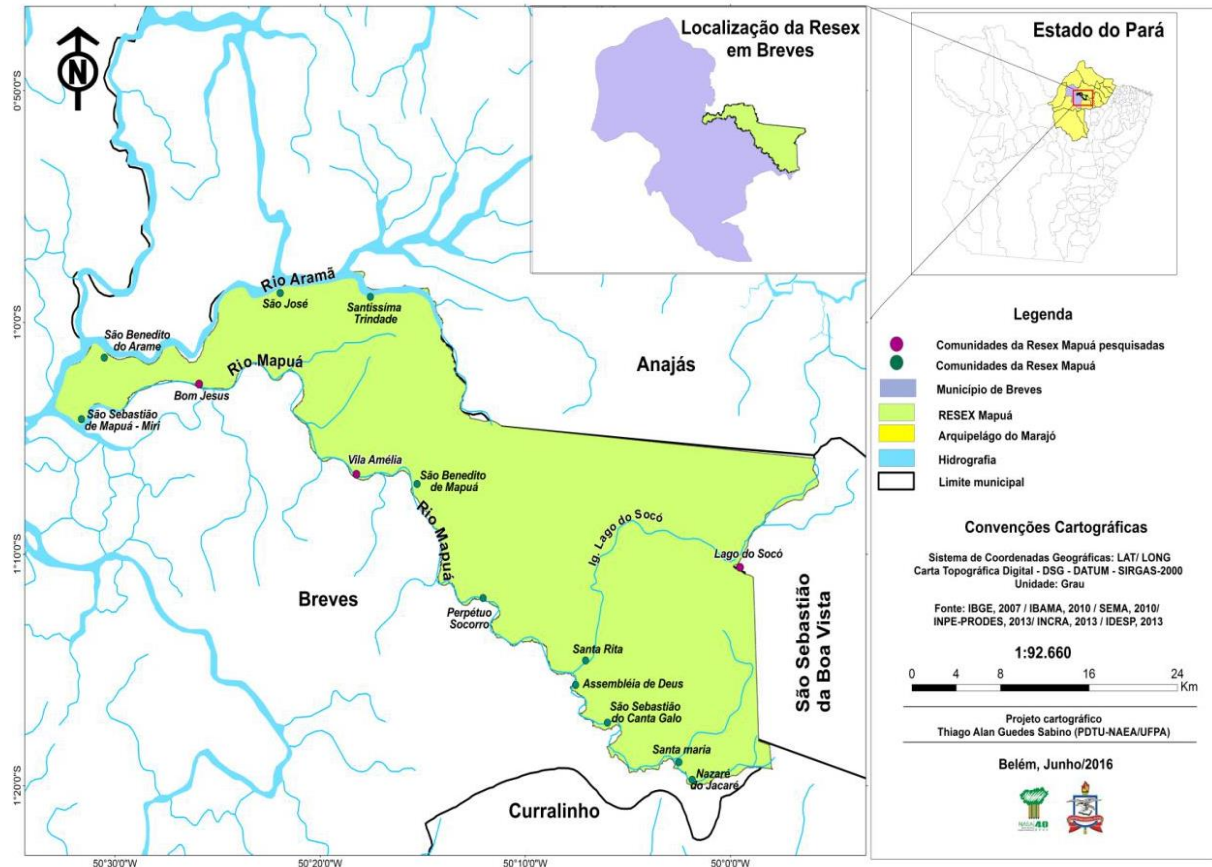 N
Localização da Resex
em Breves
Estado do Pará
0°50'0"S
1°0'0"S
1°10'0"S
1°20'0"S
Rio Aramã
São José
Santíssima
Trindade
São Benedito
do Arame
Rio Mapuá
Bom Jesus
São Sebastião
de Mapuá - Miri
Anajás
Vila Amélia
São Benedito
de Mapuá
Rio Mapuá
Ig. Lago do Socó
Lago do Socó
Breves
Perpétuo
Socorro
Santa Rita
Assembléia de Deus
São Sebastião
do Canta Galo
Santa maria
Nazaré
do Jacaré
São Sebastião
da Boa Vista
Curralinho
50°30'0"W
50°20'0"W
50°10'0"W
50°0'0"W
Legenda
Comunidades da Resex Mapuá pesquisadas
Comunidades da Resex Mapuá
Município de Breves
RESEX Mapuá
Arquipelágo do Marajó
Hidrografia
Limite municipal
Convenções Cartográficas
Sistema de Coordenadas Geográficas: LAT/ LONG
Carta Topográfica Digital - DSG - DATUM - SIRGAS-2000
Unidade: Grau
Fonte: IBGE, 2007 / IBAMA, 2010 / SEMA, 2010/
INPE-PRODES, 2013/ INCRA, 2013 / IDESP, 2013
1:92.660
0 4 8 16 24
Km
Projeto cartográfico
Thiago Alan Guedes Sabino (PDTU-NAEA/UFPA)
Belém, Junho/2016